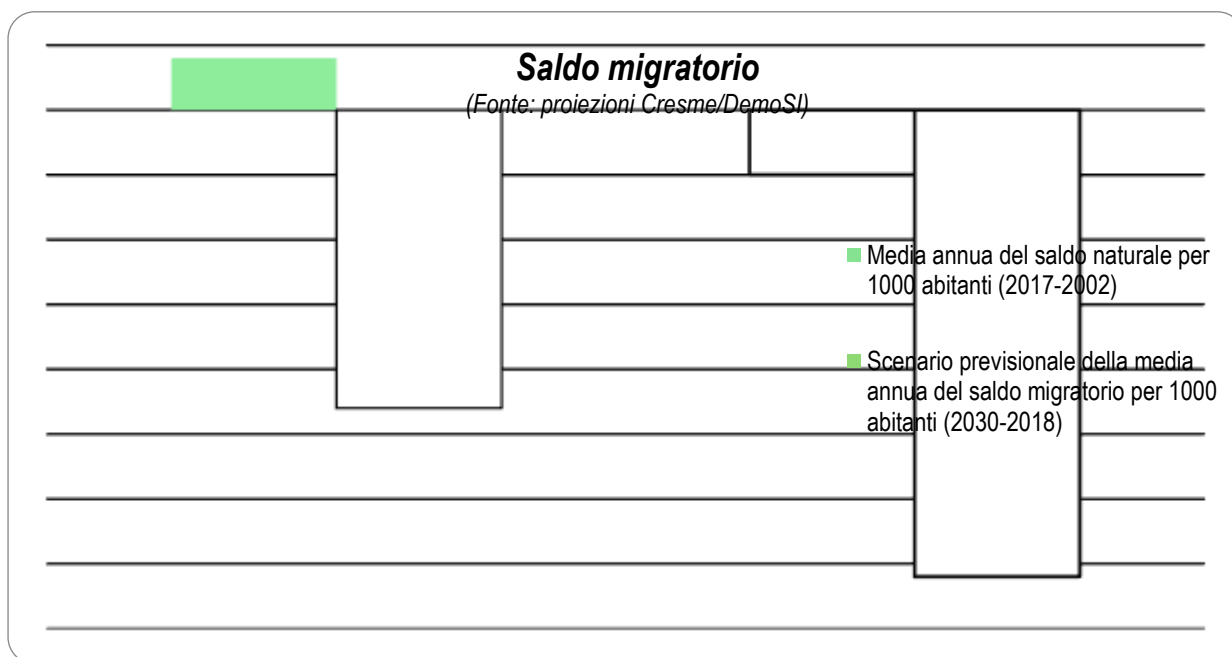 Saldo migratorio
(Fonte: proiezioni Cresme/DemoSI)
Media annua del saldo naturale per
1000 abitanti (2017-2002)
Scenario previsionale della media
annua del saldo migratorio per 1000
abitanti (2030-2018)